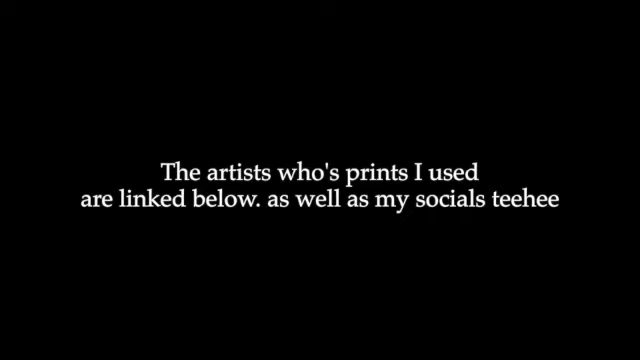 The artists who's prints I used
are linked below. as well as my socials teehee